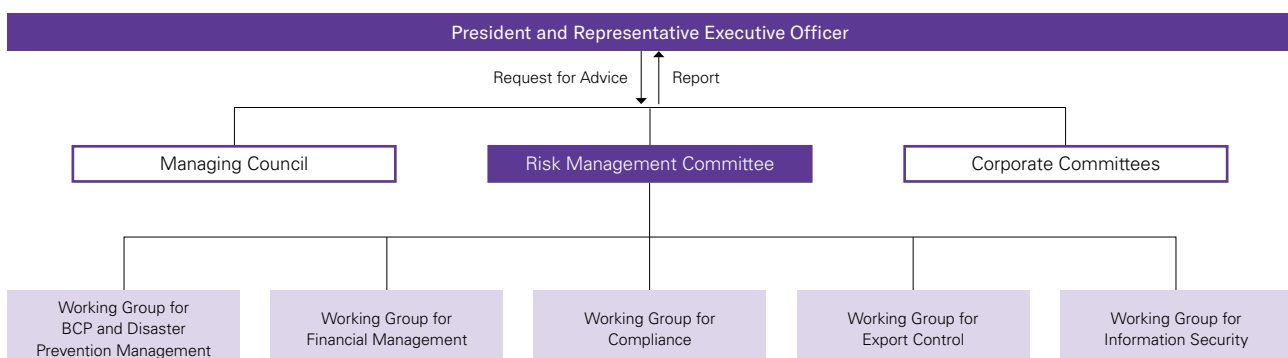 President and Representative Executive Officer
Request for Advice
Report
Managing Council
Risk Management Committee
Corporate Committees
Working Group for
BCP and Disaster
Prevention Management
Working Group for
Financial Management
Working Group for
Compliance
Working Group for
Export Control
Working Group for
Information Security